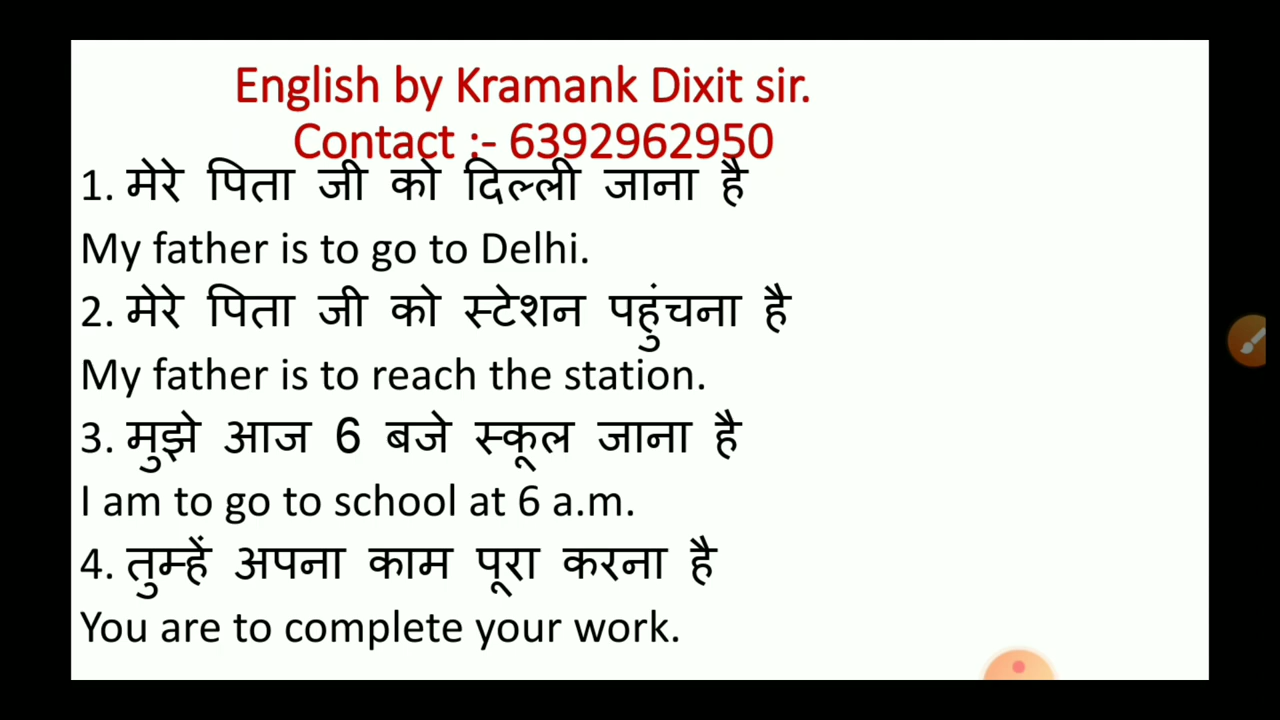 English by Kramank Dixit sir.
Contact :- 6392962950
1. मेरे पिता जी को दिल्ली जाना है
My father is to go to Delhi.
2. मेरे पिता जी को स्टेशन पहुंचना है
My father is to reach the station.
3. मुझे आज 6 बजे स्कूल जाना है
I am to go to school at 6 a.m.
4. तुम्हें अपना काम पूरा करना है
You are to complete your work.